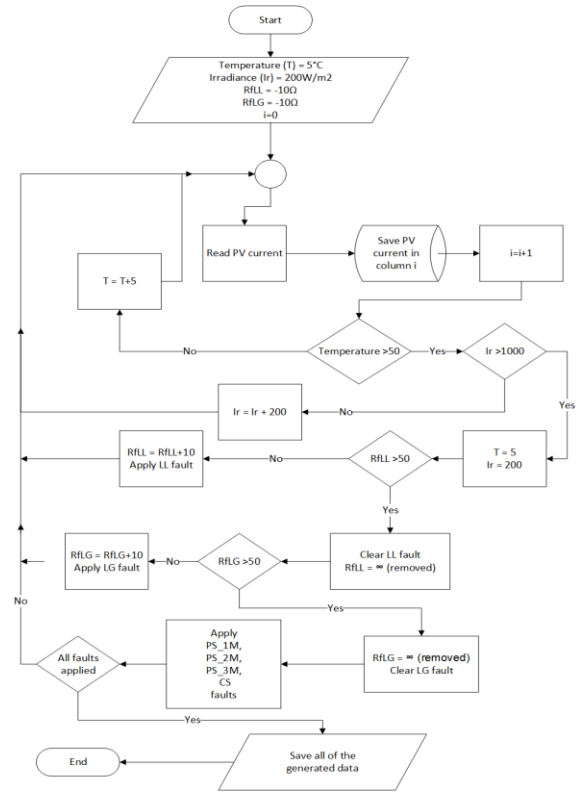 Start
Temperature (T) = 5°C
Irradiance (Ir) = 200W/m2
RfLL = -10Ω
RfLG = -10Ω
i=0
Read PV current
Save PV
current in
column i
i=i+1
T = T+5
No
Temperature >50
Yes
Ir >1000
Yes
No
Ir = Ir + 200
RfLL = RfLL+10
Apply LL fault
No
RfLL >50
T = 5
Ir = 200
Yes
RfLG = RfLG+10
Apply LG fault
No
RfLG >50
Clear LL fault
RfLL = ∞ (removed)
Yes
No
All faults
applied
Apply
PS_1M,
PS_2M,
PS_3M,
CS
faults
RfLG = ∞ (removed)
Clear LG fault
Yes
End
Save all of the
generated data